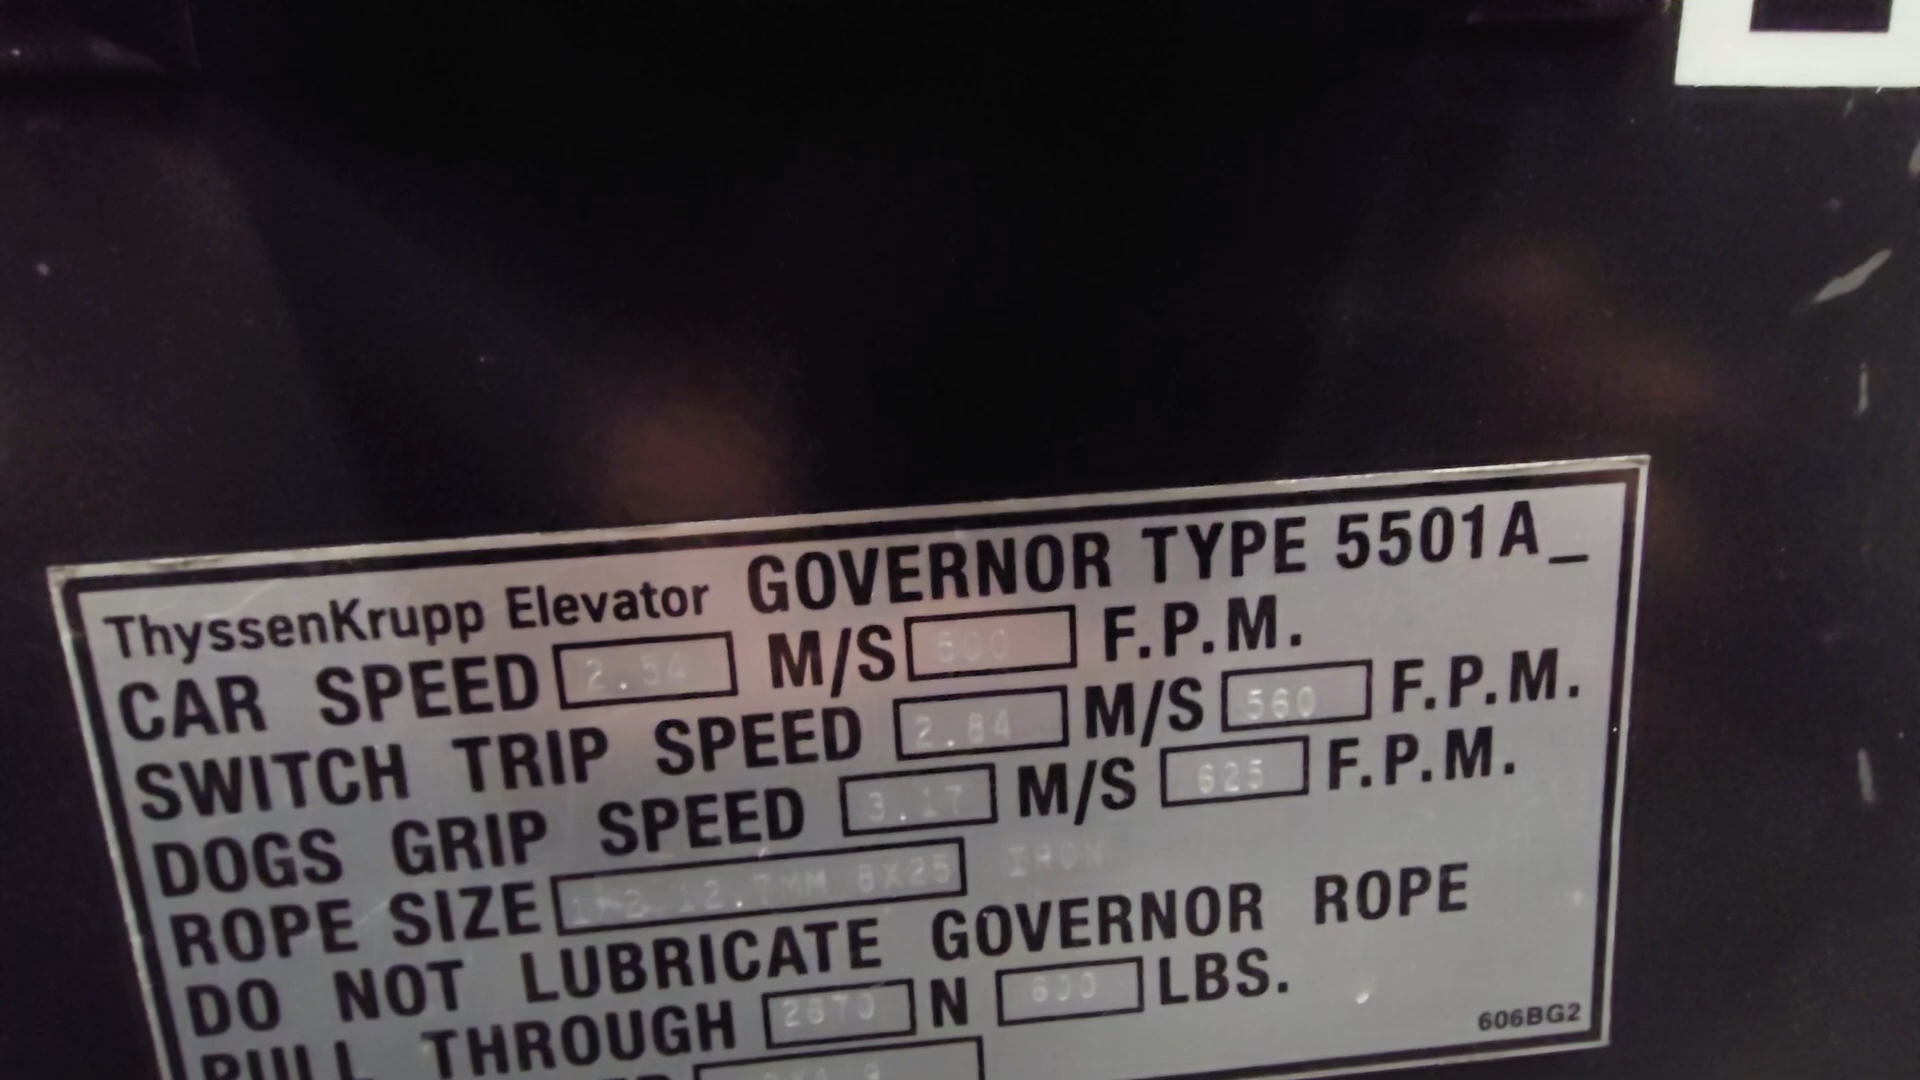 ThyssenKrupp Elevator GOVERNOR TYPE 5501A_
CAR SPEED 2.54 M/S 500 F.P.M.
SWITCH TRIP SPEED 2.84 M/S 560 F.P.M.
DOGS GRIP SPEED 3.17 M/S 625 F.P.M.
ROPE SIZE 12.7MM 8X25 IRON
DO NOT LUBRICATE GOVERNOR ROPE
PULL THROUGH 2670 N 600 LBS.
606BG2